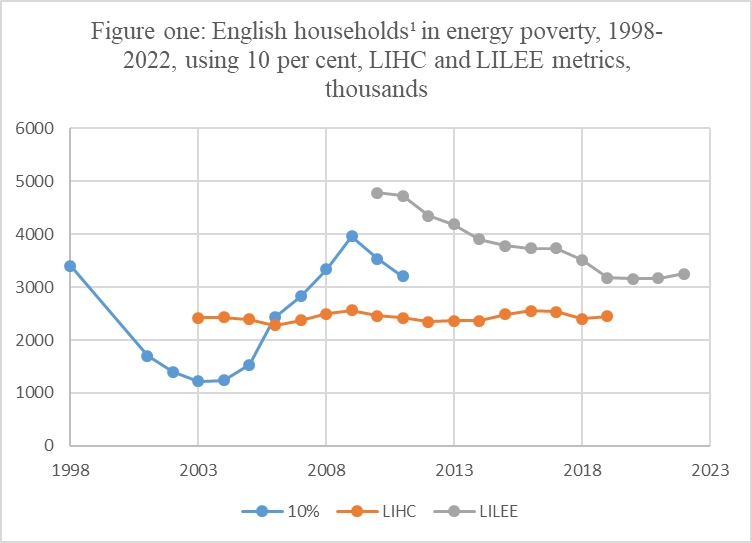 Figure one: English households¹ in energy poverty, 1998-
2022, using 10 per cent, LIHC and LILEE metrics,
thousands
6000
5000
4000
3000
2000
1000
0
1998 2003 2008 2013 2018 2023
10% LIHC LILEE